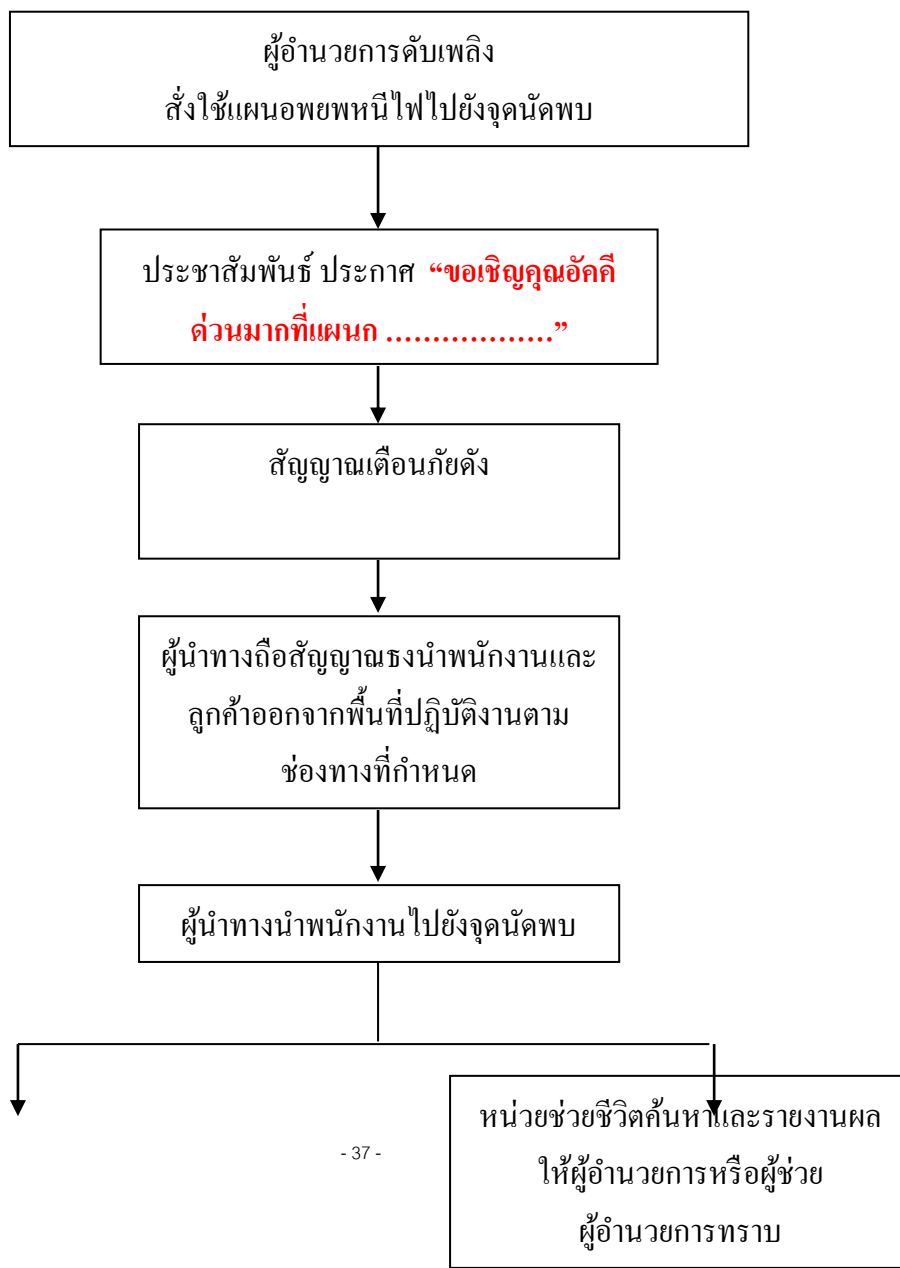 ผู้อำนวยการดับเพลิง
สั่งใช้แผนอพยพหนีไฟไปยังจุดนัดพบ
ประชาสัมพันธ์ ประกาศ “ขอเชิญคุณอัคคี
ด่วนมากที่แผนก ..................”
สัญญาณเตือนภัยดัง
ผู้นำทางถือสัญญาณธงนำพนักงานและ
ลูกค้าออกจากพื้นที่ปฏิบัติงานตาม
ช่องทางที่กำหนด
ผู้นำทางนำพนักงานไปยังจุดนัดพบ
หน่วยช่วยชีวิตค้นหาและรายงานผล
ให้ผู้อำนวยการหรือผู้ช่วย
ผู้อำนวยการทราบ
- 37 -